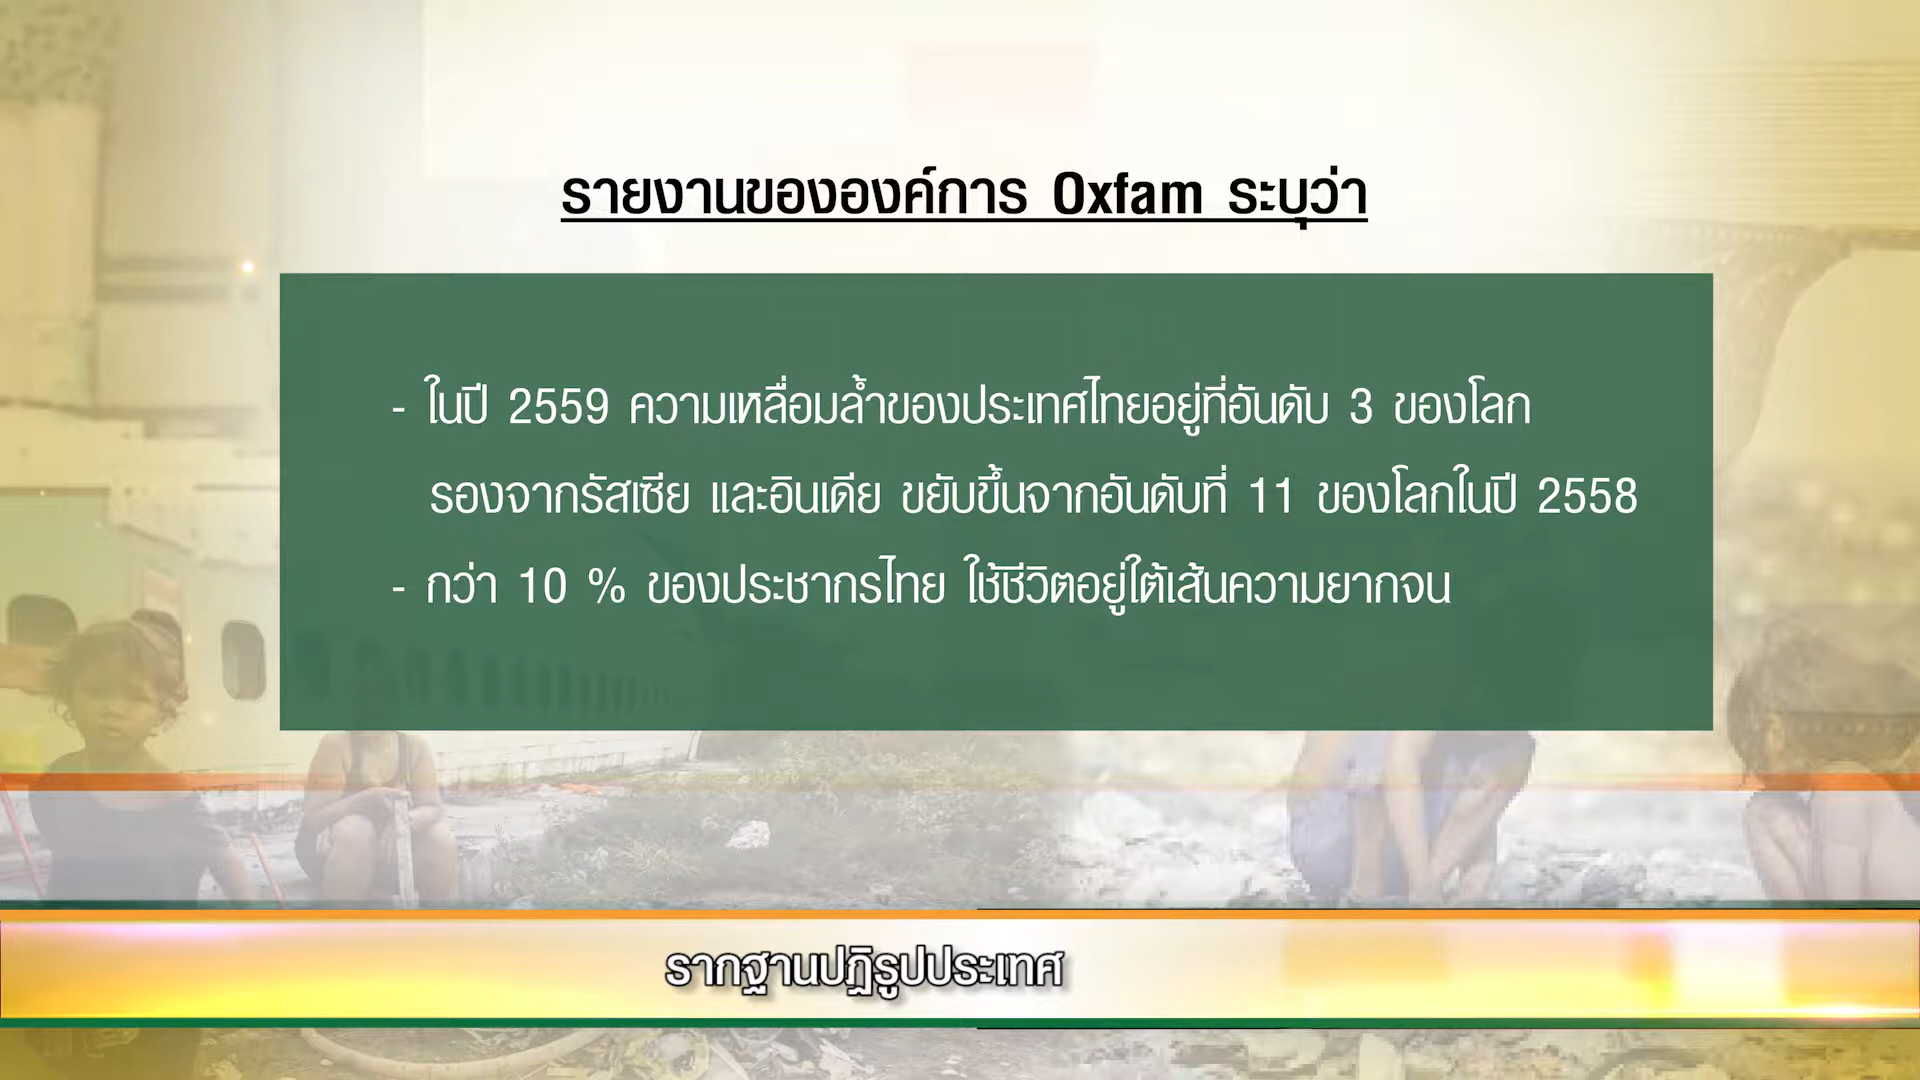 รายงานขององค์การ Oxfam ระบุว่า
- ในปี 2559 ความเหลื่อมล้ำของประเทศไทยอยู่ที่อันดับ 3 ของโลก
รองจากรัสเซีย และอินเดีย ขยับขึ้นจากอันดับที่ 11 ของโลกในปี 2558
- กว่า 10 % ของประชากรไทย ใช้ชีวิตอยู่ใต้เส้นความยากจน
รากฐานปฏิรูปประเทศ